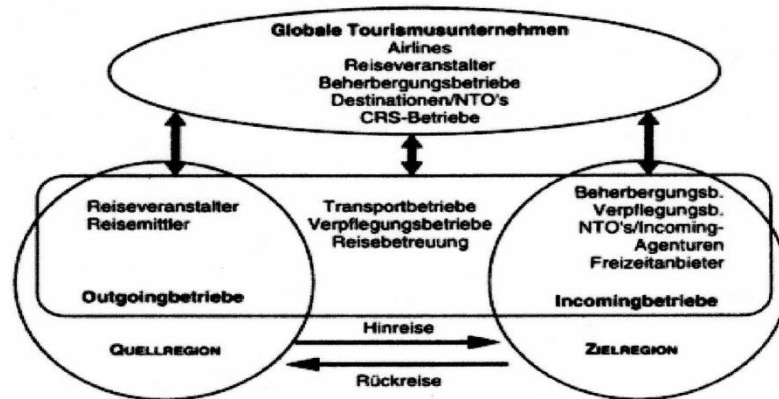 Globale Tourismusunternehmen
Airlines
Reiseveranstalter
Beherbergungsbetriebe
Destinationen/NTO's
CRS-Betriebe
Reiseveranstalter
Reisemittler
Outgoingbetriebe
Transportbetriebe
Verpflegungsbetriebe
Reisebetreuung
Beherbergungsb.
Verpflegungsb.
NTO's/Incoming-
Agenturen
Freizeitanbieter
Incomingbetriebe
QUELLREGION
Hinreise
Rückreise
ZIELREGION